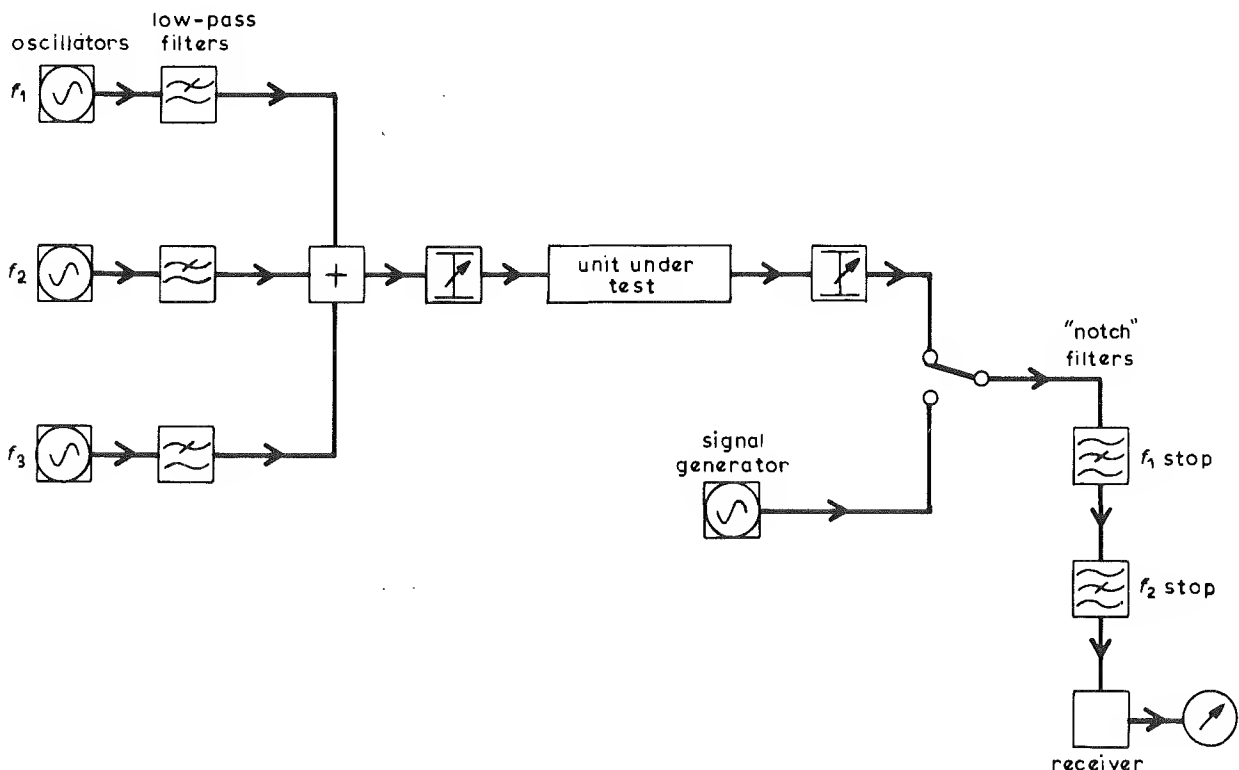 low-pass
filters
oscillators
f1
f2
+
unit under
test
"notch"
filters
f3
signal
generator
f1 stop
f2 stop
receiver